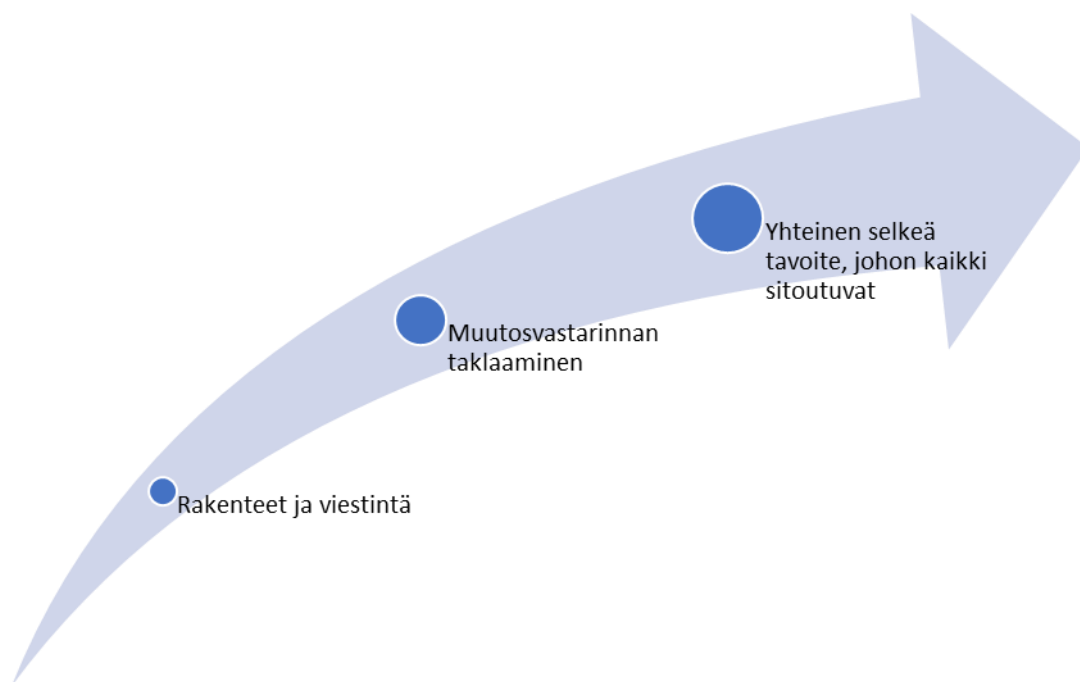 Yhteinen selkeä
tavoite, johon kaikki
sitoutuvat
Muutosvastarinnan
taklaaminen
Rakenteet ja viestintä